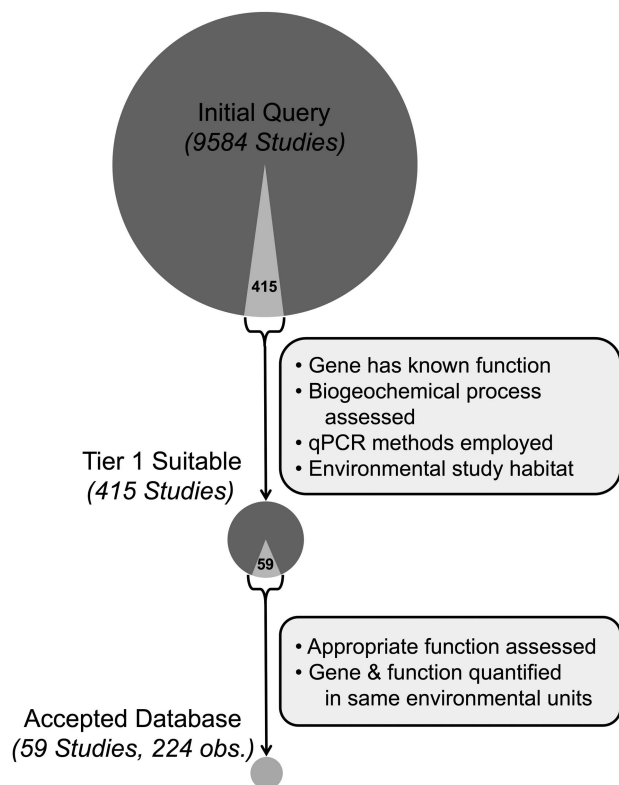 Initial Query
(9584 Studies)
415
• Gene has known function
• Biogeochemical process
assessed
• qPCR methods employed
• Environmental study habitat
Tier 1 Suitable
(415 Studies)
59
• Appropriate function assessed
• Gene & function quantified
in same environmental units
Accepted Database
(59 Studies, 224 obs.)